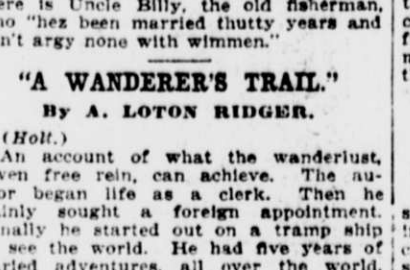 ere is Uncle Billy, the old fisherman,
o "hez been married thutty years and
n't argy none with wimmen."
"A WANDERER'S TRAIL."
By A. LOTON RIDGER.
(Holt.)
An account of what the wanderlust,
ven free rein, can achieve. The au-
or began life as a clerk. Then he
inly sought a foreign appointment.
nally he started out on a tramp ship
see the world. He had five years of
ried adventures, all over the world,